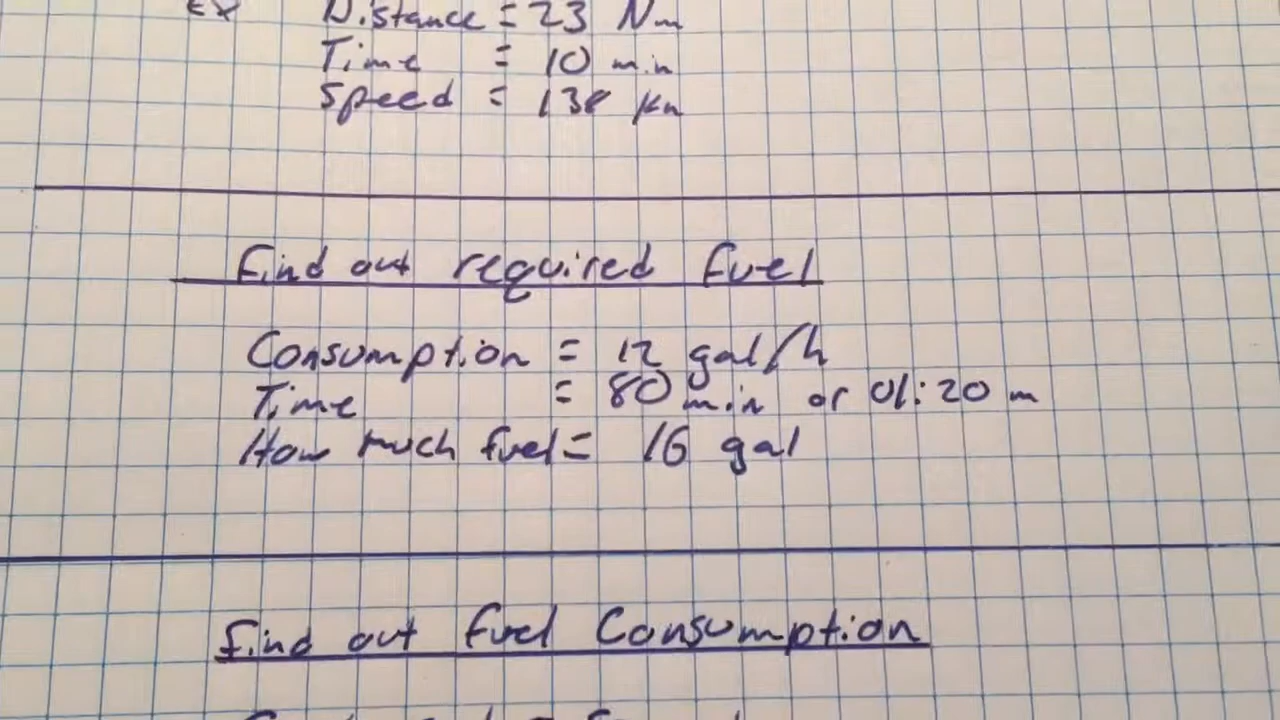 Ex Distance = 23 Nm
Time = 10 min
Speed = 138 kn
Find out required Fuel
Consumption = 12 gal/h
Time = 80 min or 01:20 m
How much fuel = 16 gal
Find out Fuel Consumption